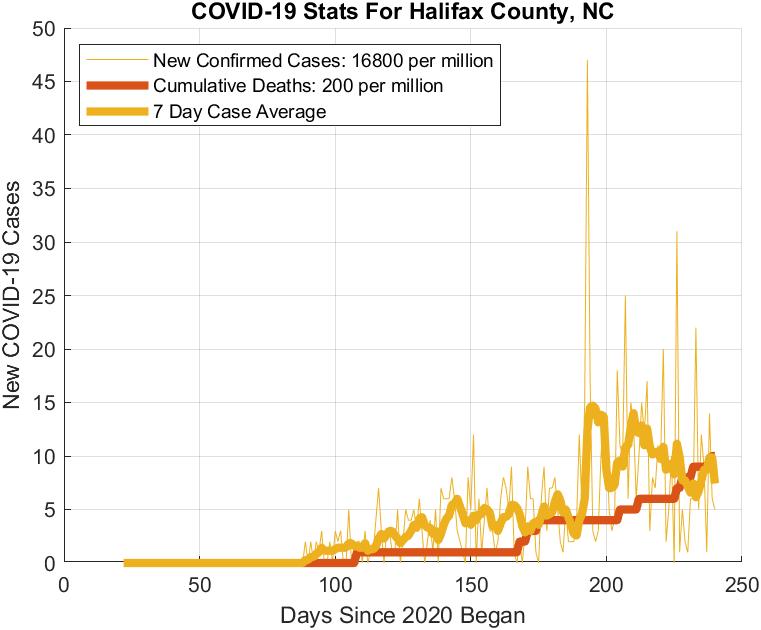 COVID-19 Stats For Halifax County, NC
New Confirmed Cases: 16800 per million
Cumulative Deaths: 200 per million
7 Day Case Average
New COVID-19 Cases
50
45
40
35
30
25
20
15
10
5
0
0 50 100 150 200 250
Days Since 2020 Began